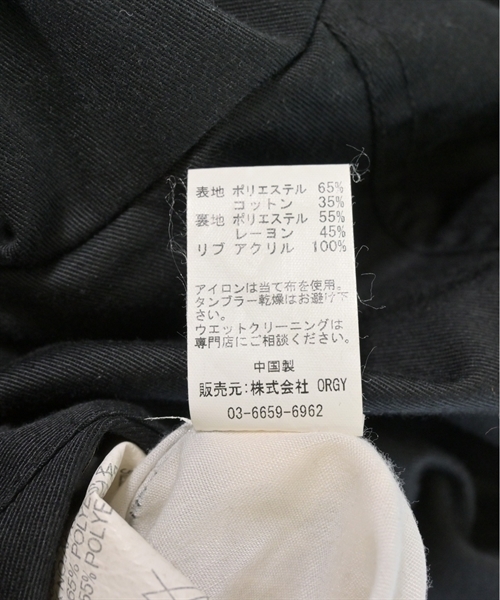 表地 ポリエステル 65%
コットン 35%
裏地 ポリエステル 55%
レーヨン 45%
リブ アクリル 100%
アイロンは当て布を使用。
タンブラー乾燥はお避け下
さい。
ウエットクリーニングは
専門店にご相談ください。
中国製
販売元:株式会社 ORGY
03-6659-6962
65% POLYE
55% POLYE